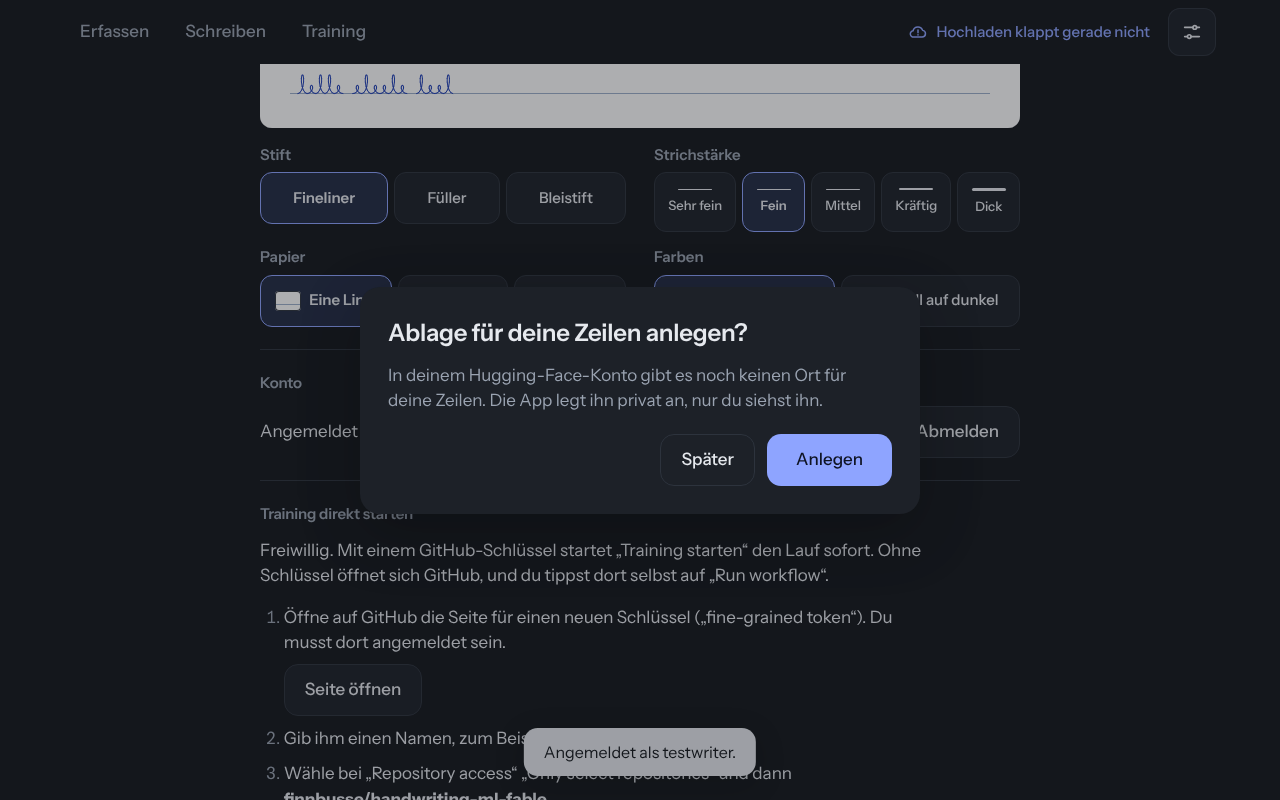 Erfassen Schreiben Training Hochladen klappt gerade nicht
Stift Strichstärke
Fineliner Füller Bleistift Sehr fein Fein Mittel Kräftig Dick
Papier Farben
Eine auf dunkel
Ablage für deine Zeilen anlegen?
In deinem Hugging-Face-Konto gibt es noch keinen Ort für
deine Zeilen. Die App legt ihn privat an, nur du siehst ihn.
Konto
Angemeldet Abmelden
Später Anlegen
Training direkt starten
Freiwillig. Mit einem GitHub-Schlüssel startet „Training starten“ den Lauf sofort. Ohne
Schlüssel öffnet sich GitHub, und du tippst dort selbst auf „Run workflow“.
1. Öffne auf GitHub die Seite für einen neuen Schlüssel („fine-grained token“). Du
musst dort angemeldet sein.
Seite öffnen
2. Gib ihm einen Namen, zum
Angemeldet als testwriter.
3. Wähle bei „Repository access“ „Only select repositories“ und dann
finnbusse/handwriting-ml-fable